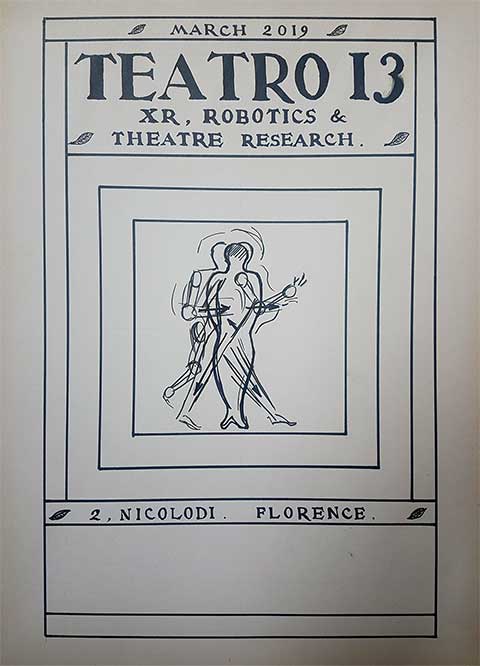 MARCH 2019
TEATRO 13
XR, ROBOTICS &
THEATRE RESEARCH.
2, NICOLODI. FLORENCE.